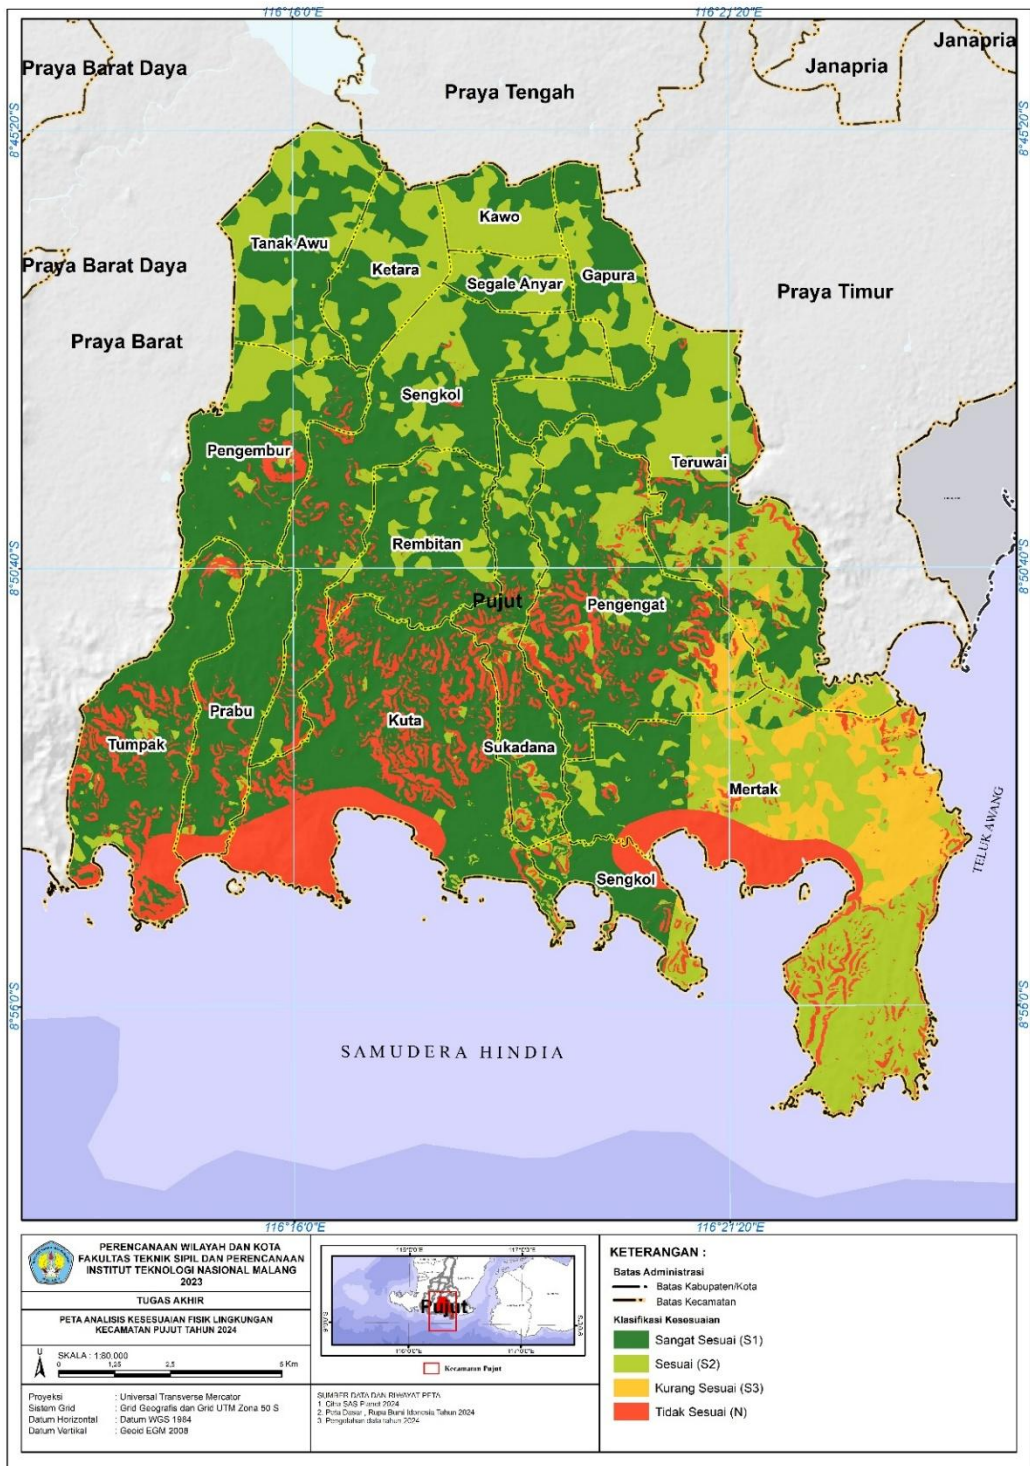 116°16'0"E
116°21'20"E
Janapria
Praya Barat Daya
Janapria
Praya Tengah
8°45'20"S
8°45'20"S
Kawo
Tanak Awu
Praya Barat Daya
Ketara
Segale Anyar
Gapura
Praya Timur
Praya Barat
Sengkol
Pengembur
Teruwai
Rembitan
8°50'40"S
8°50'40"S
Pujut
Pengengat
Prabu
Kuta
Tumpak
Sukadana
Mertak
TELUK AWANG
Sengkol
8°56'0"S
8°56'0"S
SAMUDERA HINDIA
116°16'0"E
116°21'20"E
PERENCANAAN WILAYAH DAN KOTA
FAKULTAS TEKNIK SIPIL DAN PERENCANAAN
INSTITUT TEKNOLOGI NASIONAL MALANG
2023
TUGAS AKHIR
PETA ANALISIS KESESUAIAN FISIK LINGKUNGAN
KECAMATAN PUJUT TAHUN 2024
U
SKALA : 1:80.000
0 1,25 2,5 5 Km
Proyeksi : Universal Transverse Mercator
Sistem Grid : Grid Geografis dan Grid UTM Zona 50 S
Datum Horizontal : Datum WGS 1984
Datum Vertikal : Geoid EGM 2008
Pujut
Kecamatan Pujut
SUMBER DATA DAN RIWAYAT PETA
1. Citra SAS Planet 2024
2. Peta Dasar , Rupa Bumi Idonesia Tahun 2024
3. Pengolahan data tahun 2024
KETERANGAN :
Batas Administrasi
Batas Kabupaten/Kota
Batas Kecamatan
Klasifikasi Kesesuaian
Sangat Sesuai (S1)
Sesuai (S2)
Kurang Sesuai (S3)
Tidak Sesuai (N)